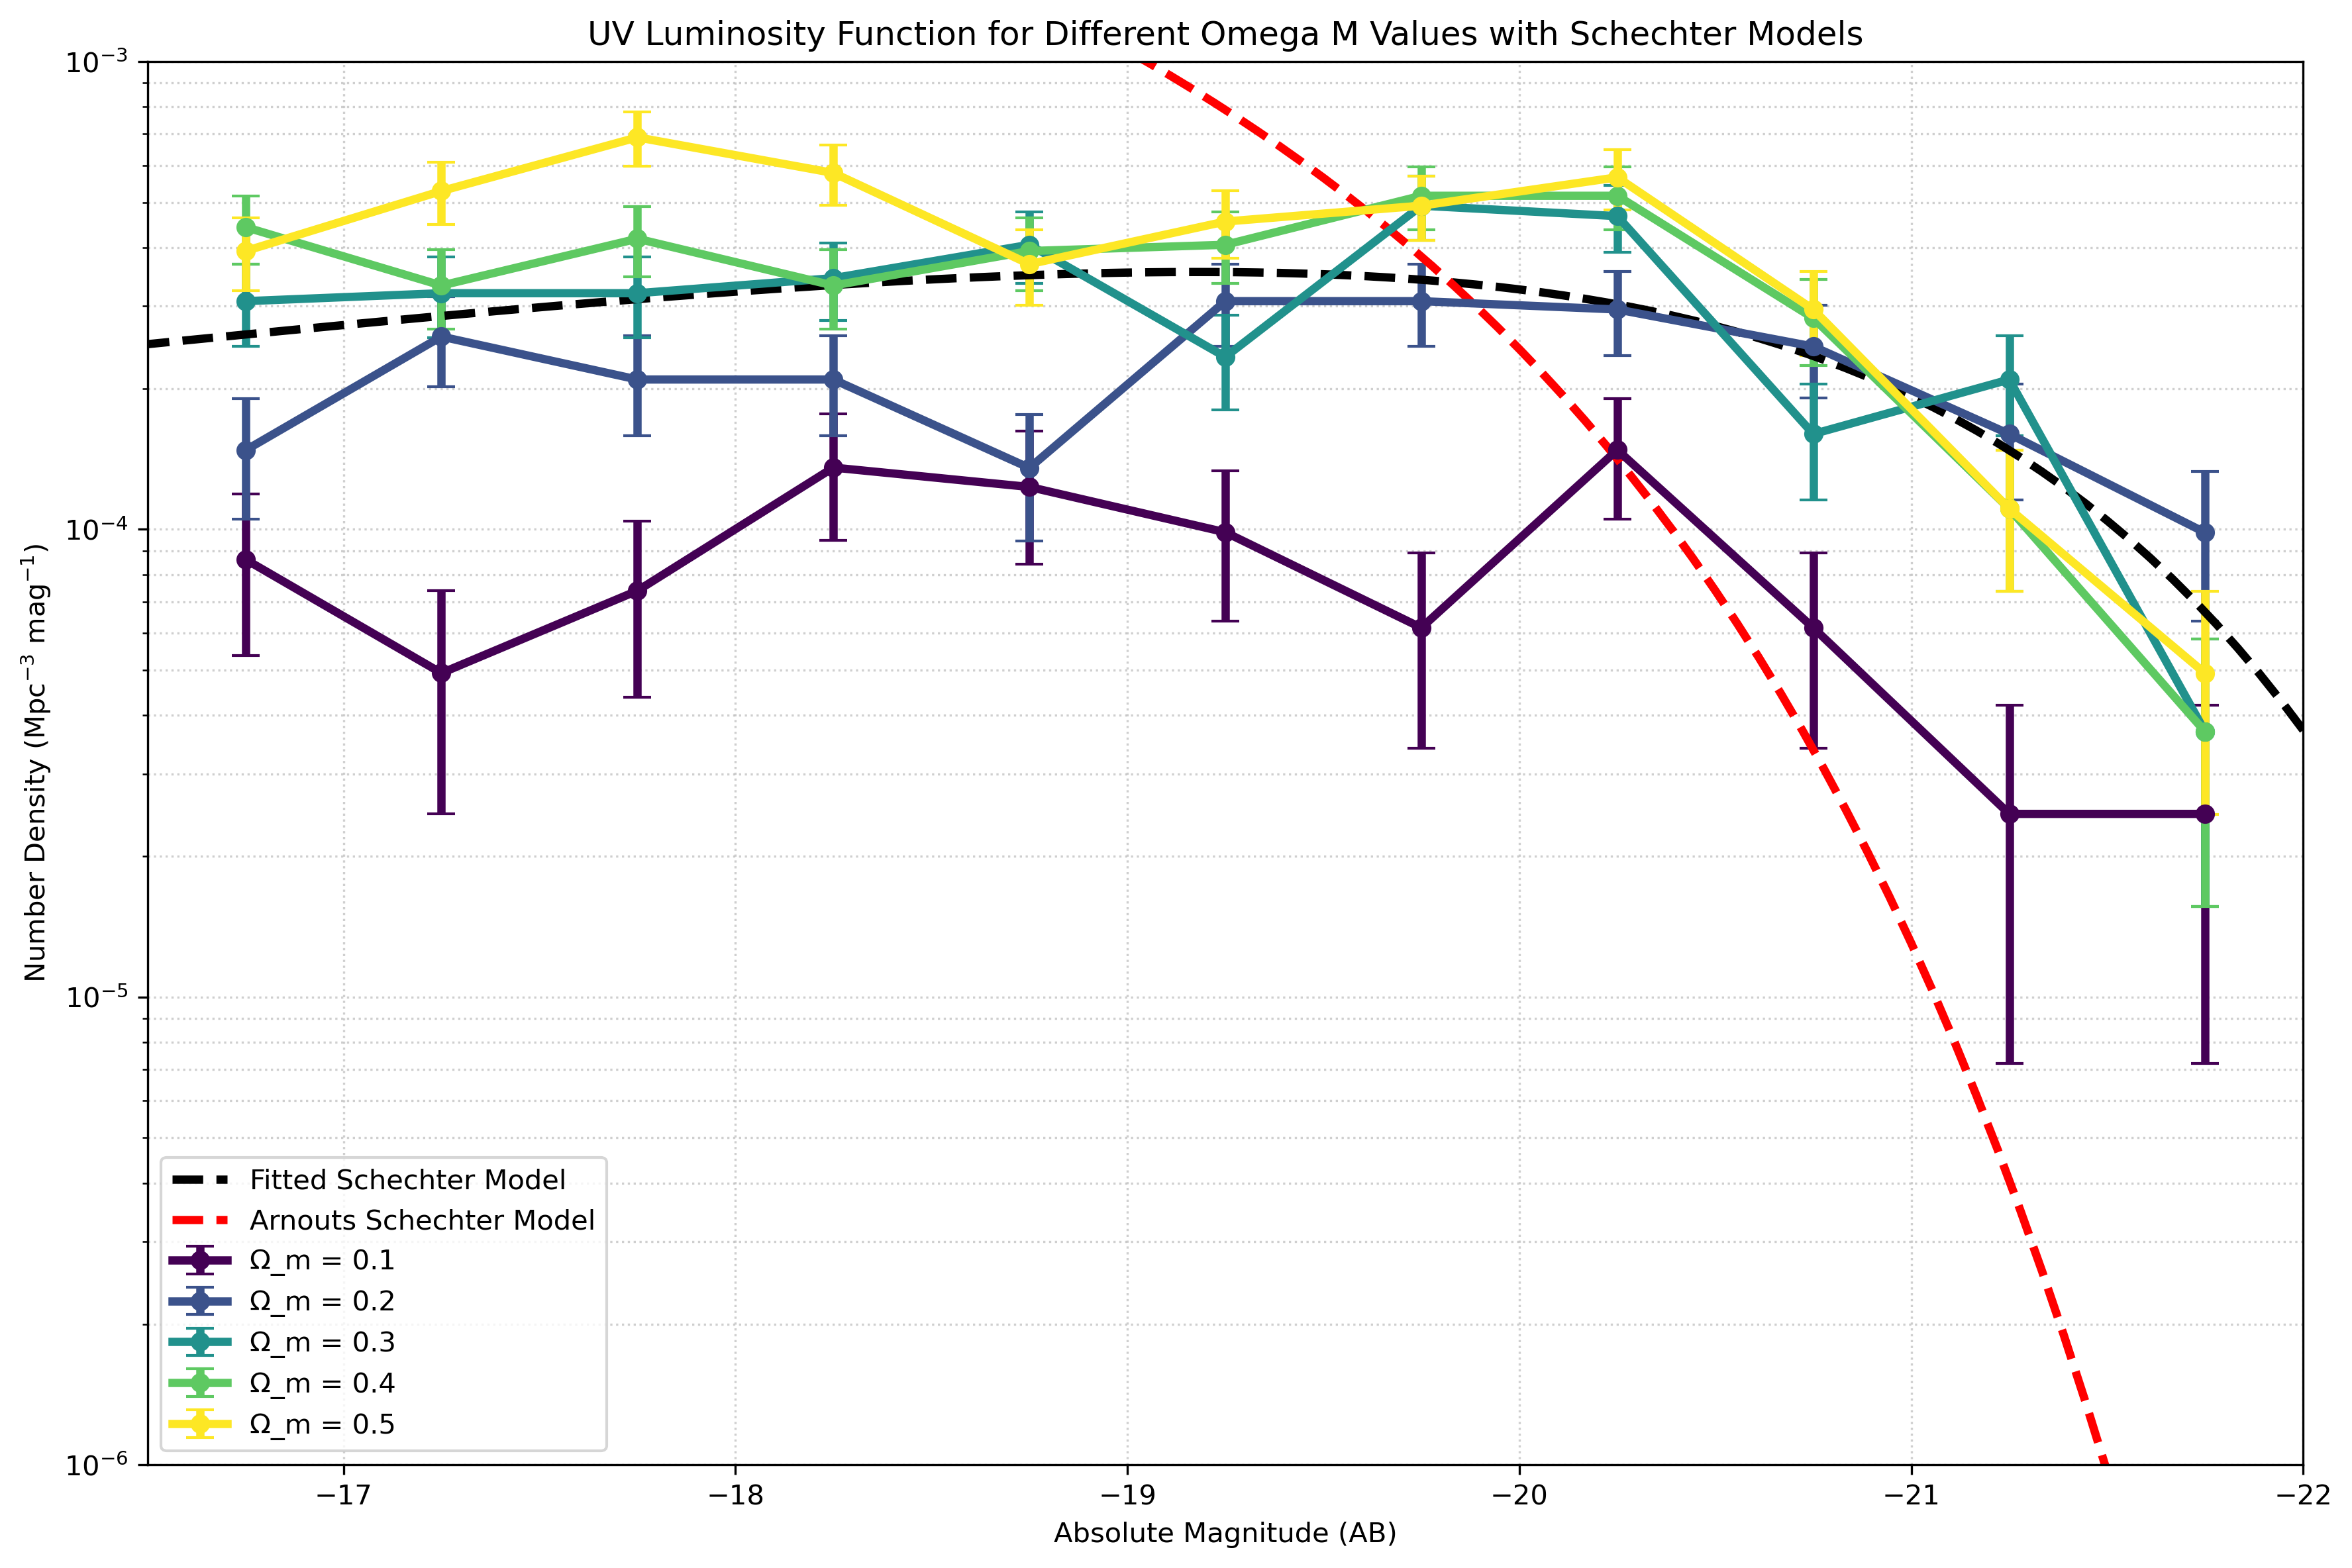 UV Luminosity Function for Different Omega M Values with Schechter Models
Number Density (Mpc⁻³ mag⁻¹)
10⁻³
10⁻⁴
10⁻⁵
10⁻⁶
Fitted Schechter Model
Arnouts Schechter Model
Ω_m = 0.1
Ω_m = 0.2
Ω_m = 0.3
Ω_m = 0.4
Ω_m = 0.5
−17 −18 −19 −20 −21 −22
Absolute Magnitude (AB)